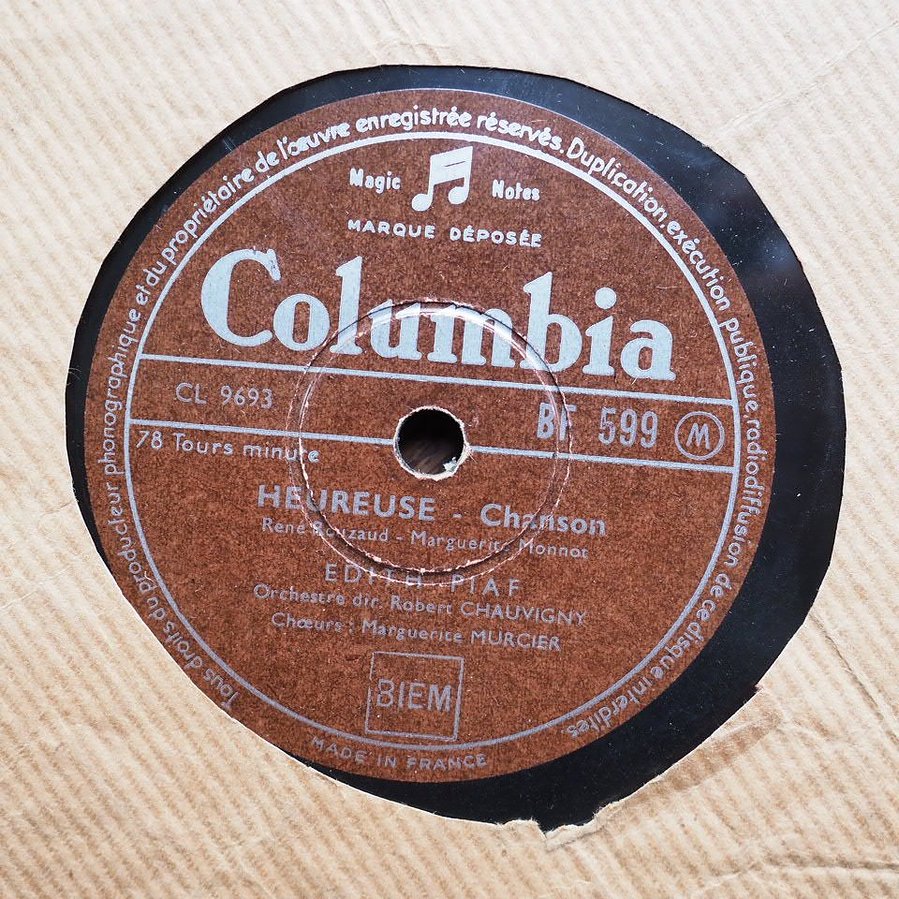 Tous droits du producteur phonographique et du propriétaire de l'œuvre enregistrée réservés. Duplication, exécution publique, radiodiffusion de ce disque interdites.
Magic Notes
MARQUE DÉPOSÉE
Columbia
CL 9693 BF 599 M
78 Tours minute
HEUREUSE - Chanson
René Rouzaud - Marguerite Monnot
EDITH PIAF
Orchestre dir. Robert CHAUVIGNY
Chœurs : Marguerite MURCIER
BIEM
MADE IN FRANCE